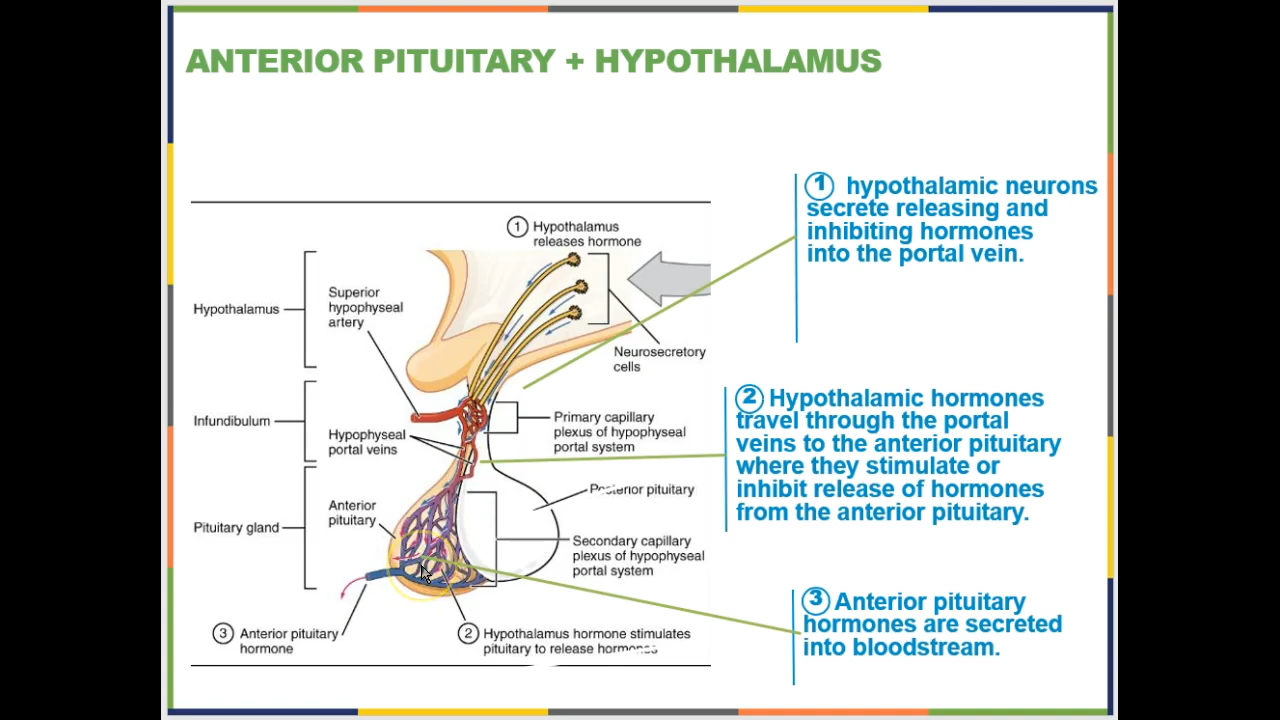 ANTERIOR PITUITARY + HYPOTHALAMUS
1 hypothalamic neurons
secrete releasing and
inhibiting hormones
into the portal vein.
1 Hypothalamus
releases hormone
Hypothalamus
Superior
hypophyseal
artery
Neurosecretory
cells
Infundibulum
Hypophyseal
portal veins
Primary capillary
plexus of hypophyseal
portal system
2 Hypothalamic hormones
travel through the portal
veins to the anterior pituitary
where they stimulate or
inhibit release of hormones
from the anterior pituitary.
Pituitary gland
Anterior
pituitary
Posterior pituitary
Secondary capillary
plexus of hypophyseal
portal system
3 Anterior pituitary
hormone
2 Hypothalamus hormone stimulates
pituitary to release hormones
3 Anterior pituitary
hormones are secreted
into bloodstream.